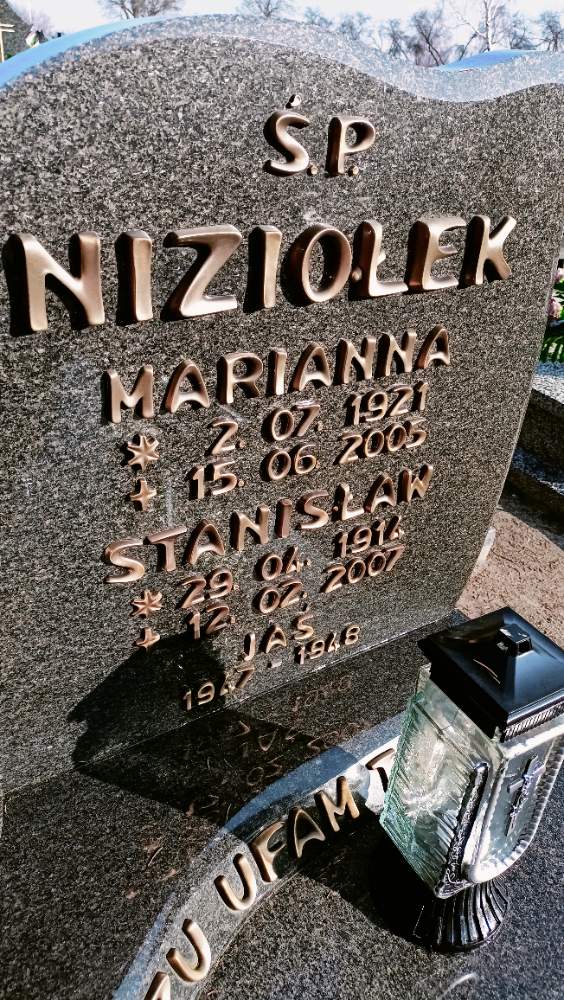 Ś.P.
NIZIOŁEK
MARIANNA
* 2. 07. 1921
+ 15. 06. 2005
STANISŁAW
* 29. 04. 1914
+ 12. 02. 2007
JAŚ
1947 - 1948
UFAM